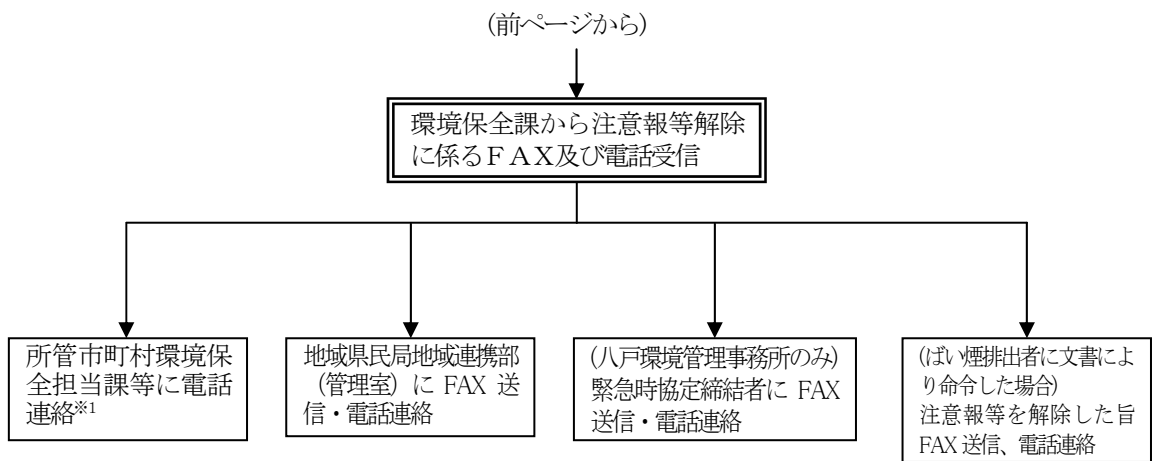 (前ページから)
環境保全課から注意報等解除
に係るＦＡＸ及び電話受信
所管市町村環境保
全担当課等に電話
連絡※1
地域県民局地域連携部
（管理室）に FAX 送
信・電話連絡
(八戸環境管理事務所のみ)
緊急時協定締結者に FAX
送信・電話連絡
(ばい煙排出者に文書によ
り命令した場合)
注意報等を解除した旨
FAX 送信、電話連絡